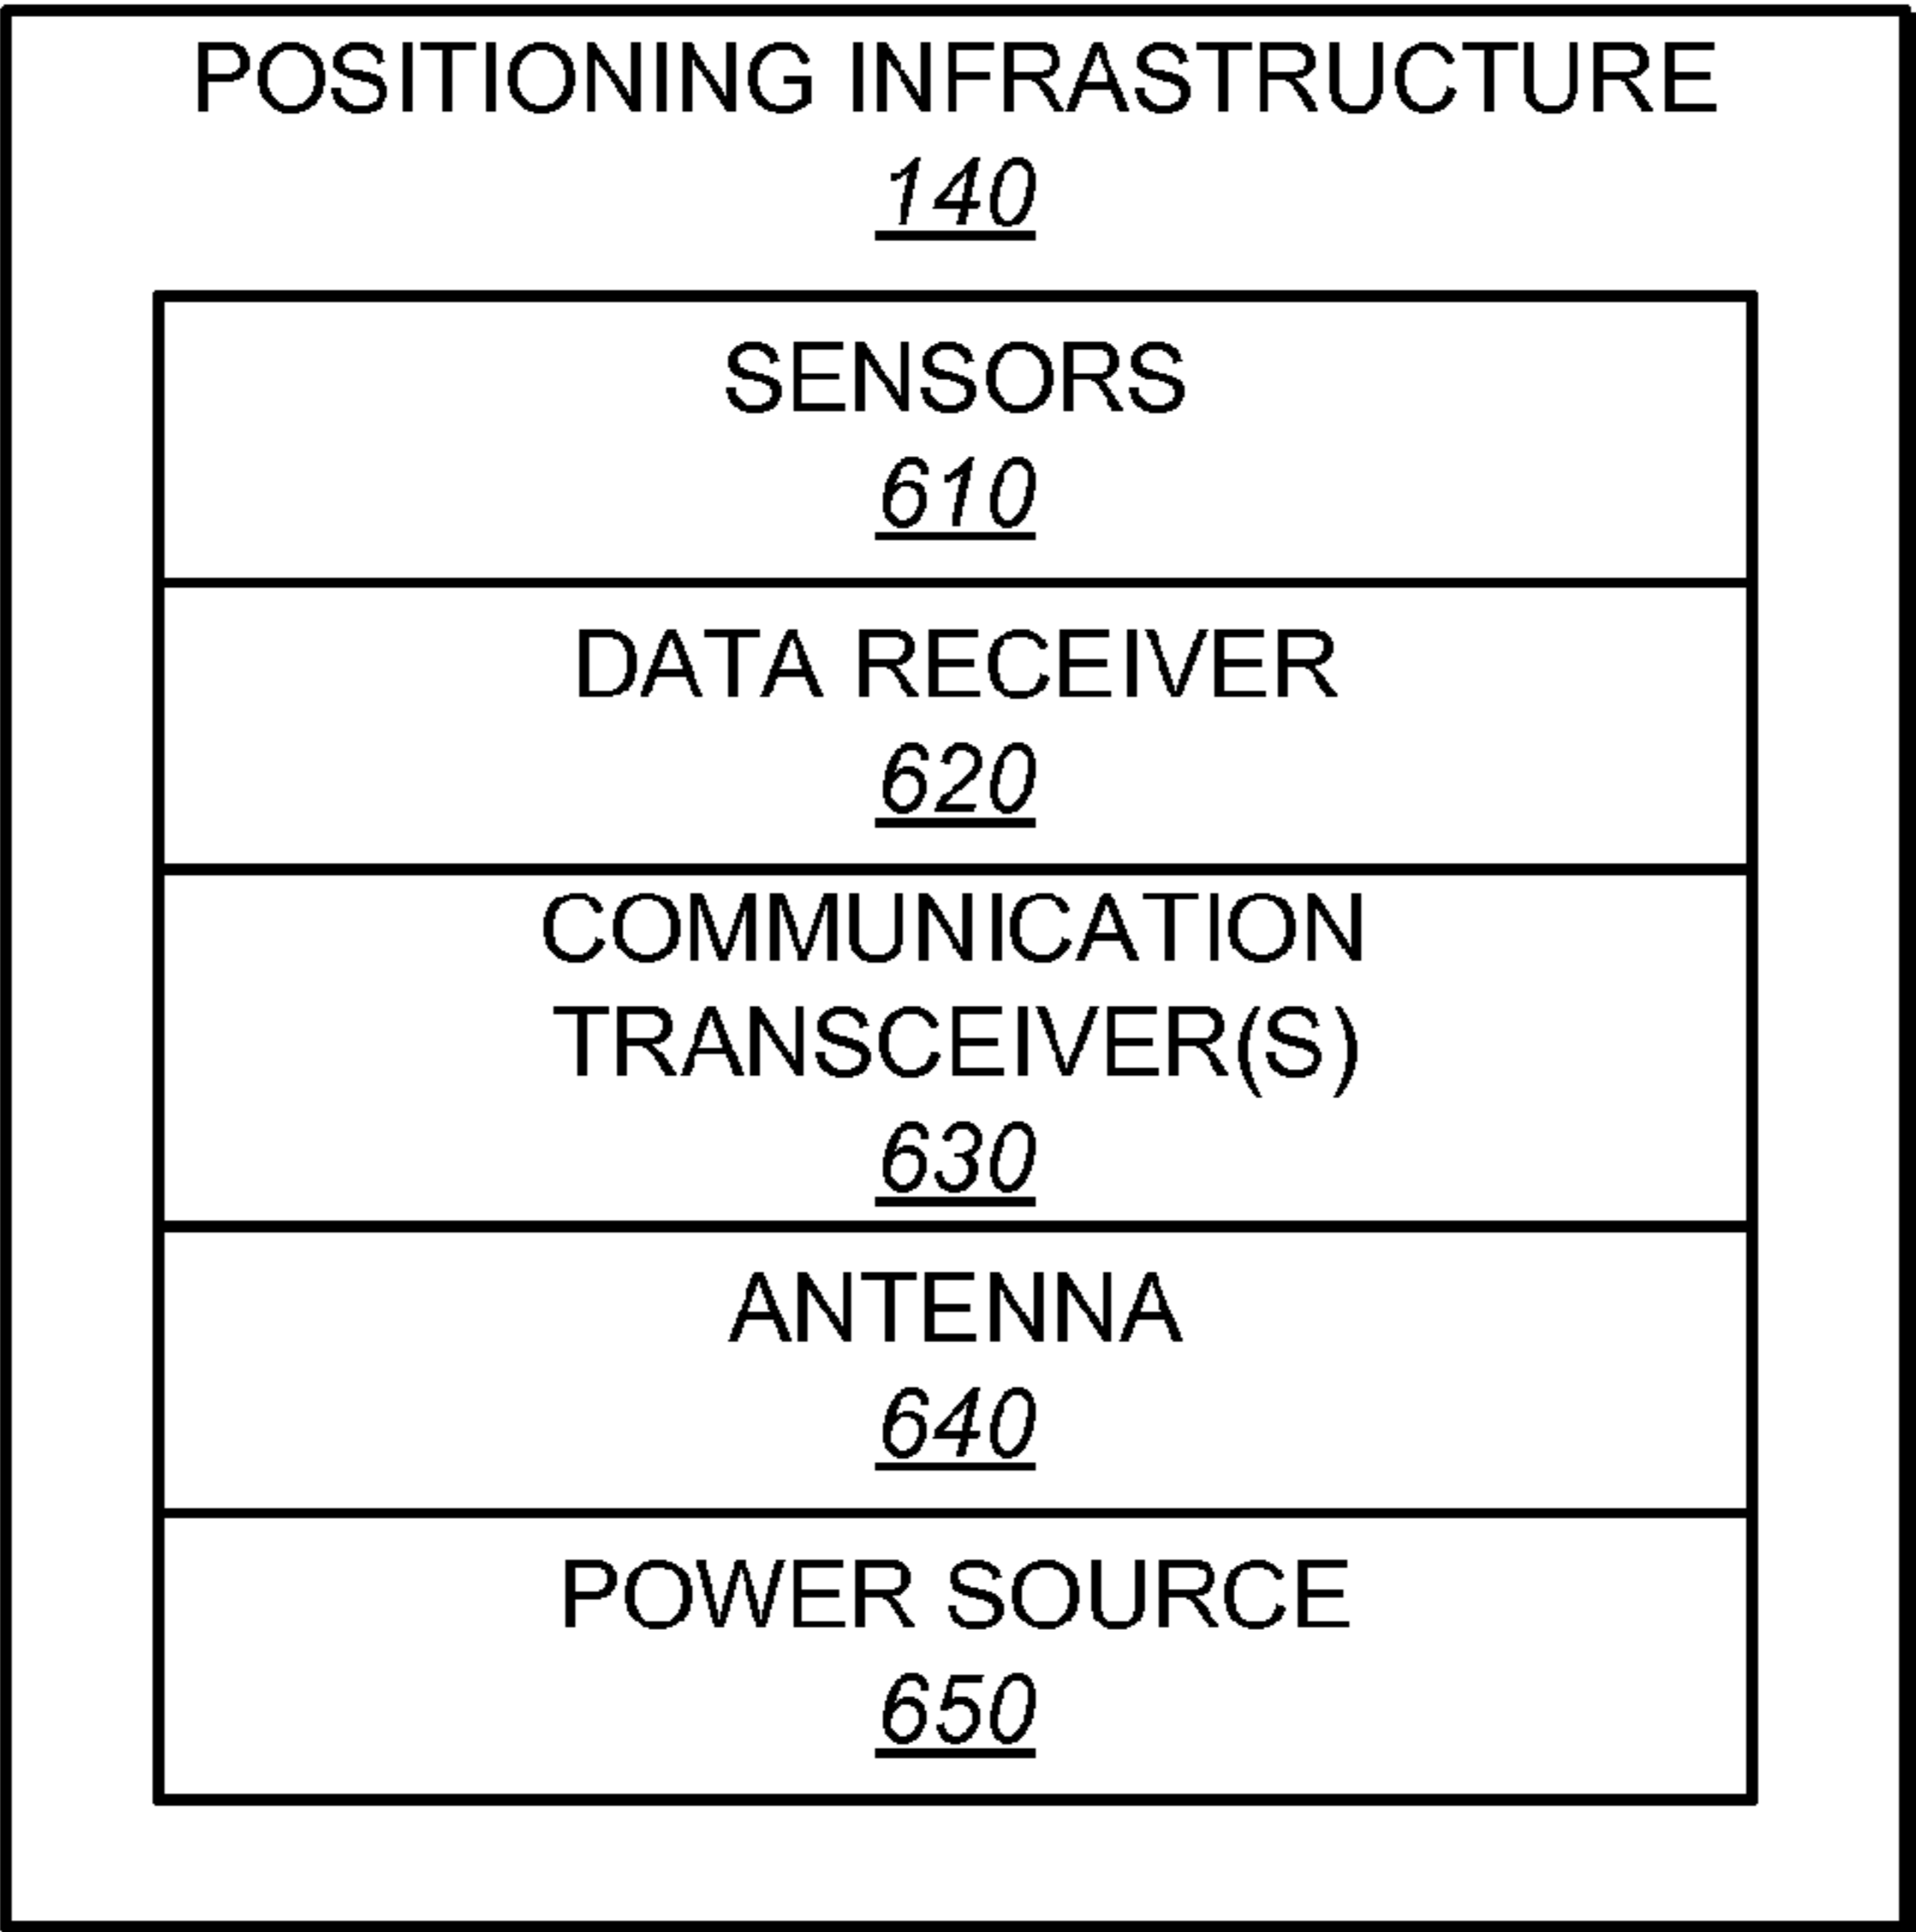 POSITIONING INFRASTRUCTURE
140
SENSORS
610
DATA RECEIVER
620
COMMUNICATION
TRANSCEIVER(S)
630
ANTENNA
640
POWER SOURCE
650